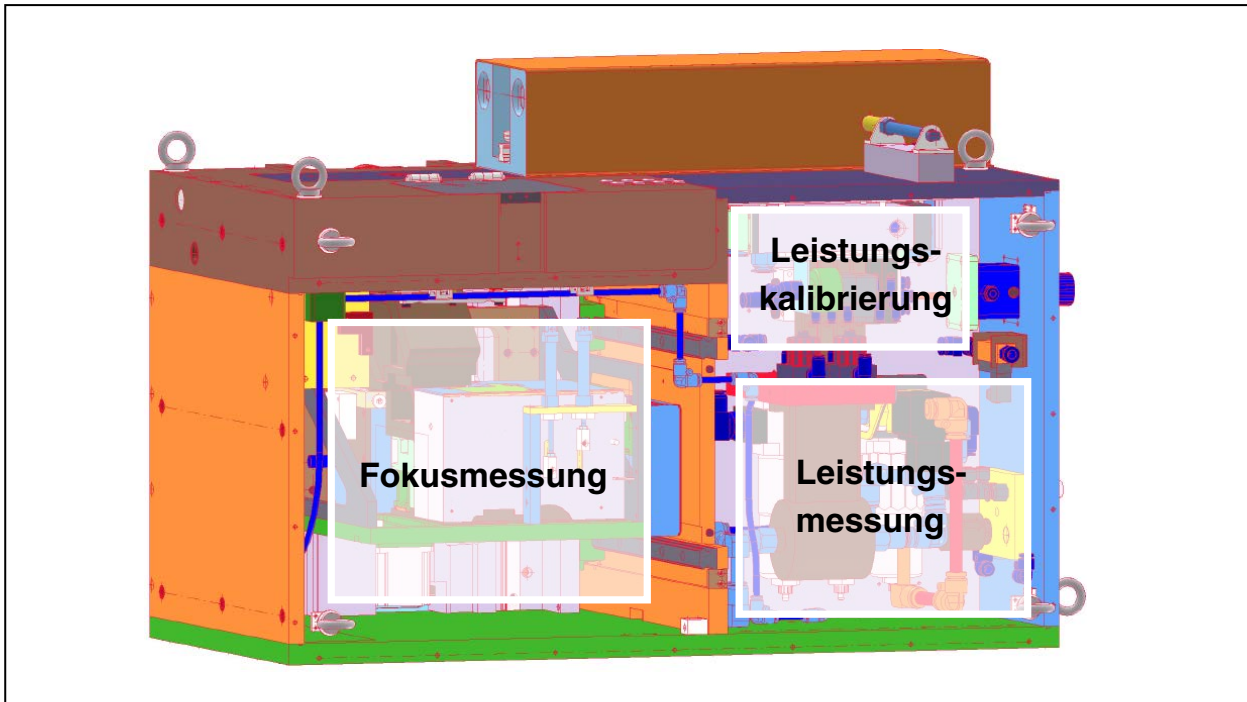 Leistungs-
kalibrierung
Fokusmessung
Leistungs-
messung